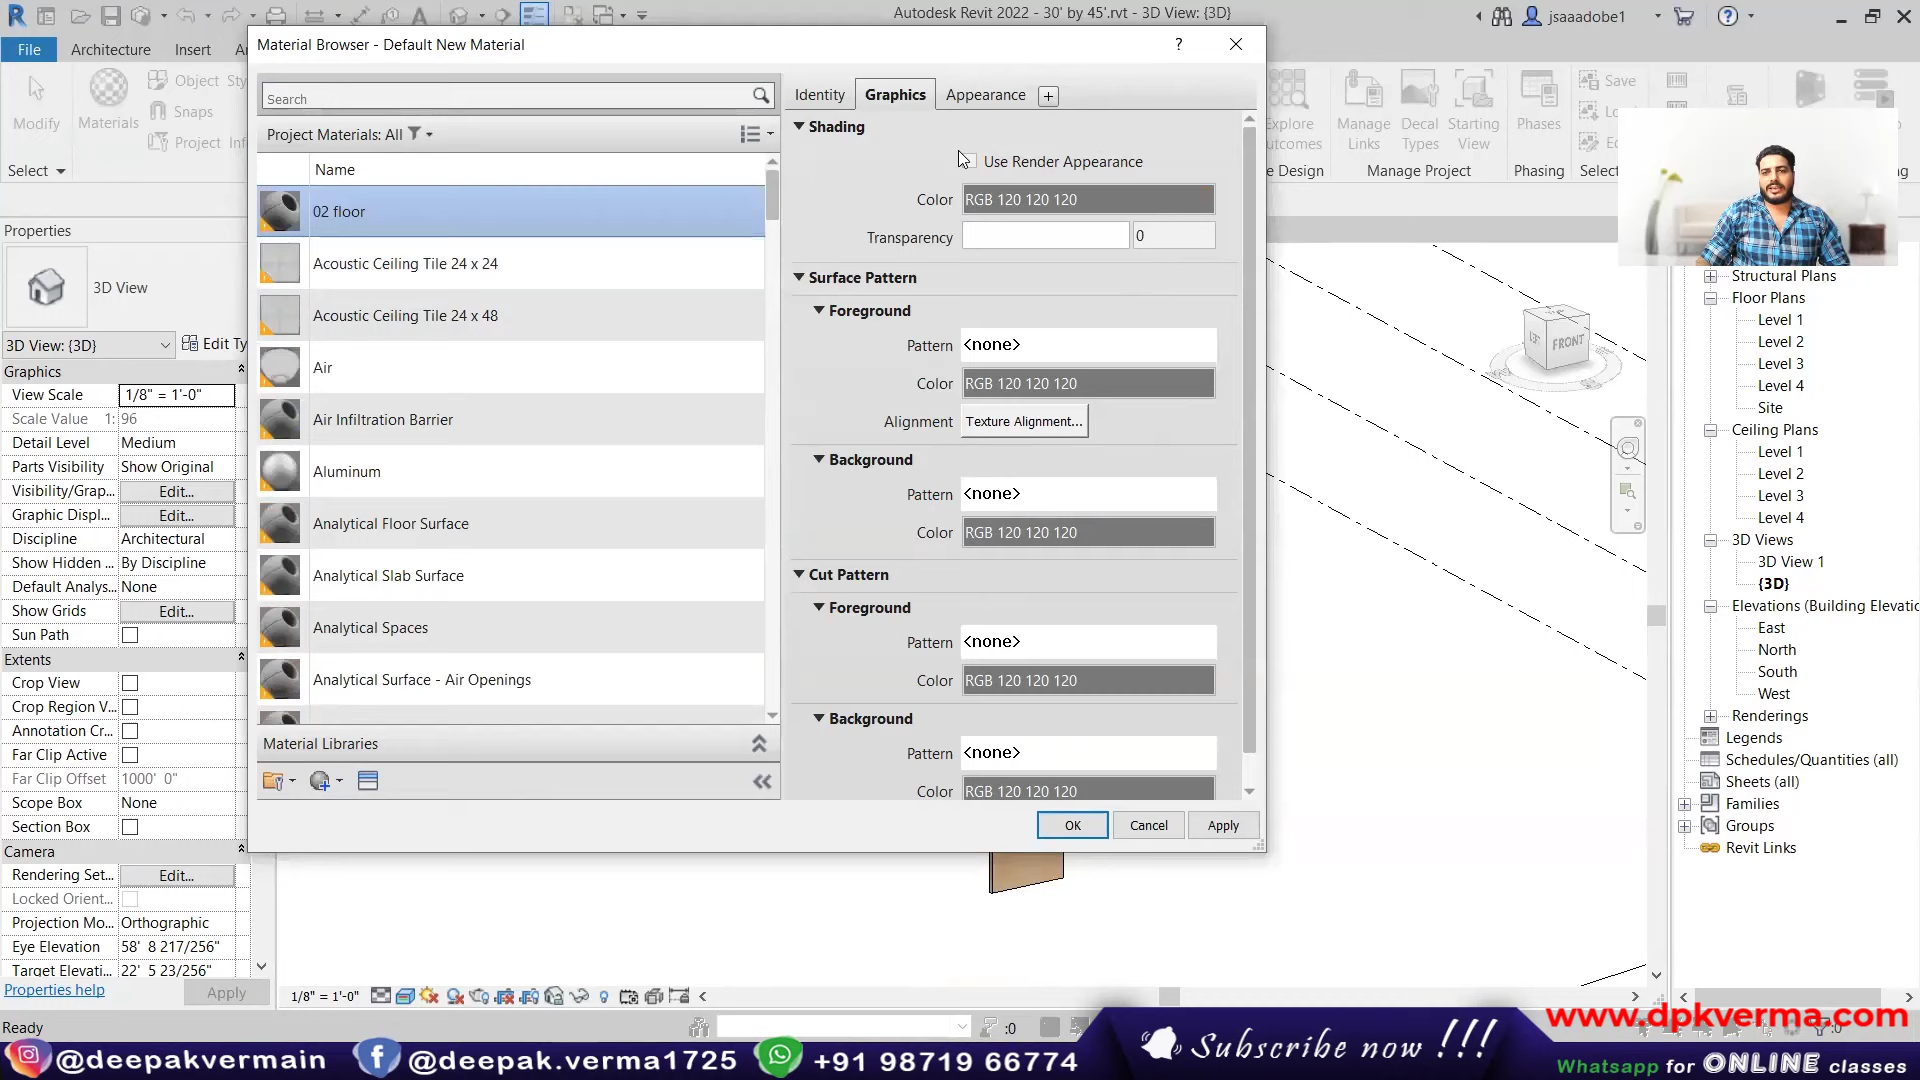 Autodesk Revit 2022 - 30' by 45'.rvt - 3D View: {3D}
jsaaadobe1
File
Architecture
Insert
Modify
Materials
Object Sty
Snaps
Project Inf
Select
Manage Links
Decal Types
Starting View
Phases
Save
e Design
Manage Project
Phasing
Select
Properties
3D View
3D View: {3D}
Edit Ty
Graphics
View Scale 1/8" = 1'-0"
Scale Value 1: 96
Detail Level Medium
Parts Visibility Show Original
Visibility/Grap... Edit...
Graphic Displ... Edit...
Discipline Architectural
Show Hidden ... By Discipline
Default Analys... None
Show Grids Edit...
Sun Path
Extents
Crop View
Crop Region V...
Annotation Cr...
Far Clip Active
Far Clip Offset 1000' 0"
Scope Box None
Section Box
Camera
Rendering Set... Edit...
Locked Orient...
Projection Mo... Orthographic
Eye Elevation 58' 8 217/256"
Target Elevati... 22' 5 23/256"
Properties help
Apply
Ready
Material Browser - Default New Material
?
Search
Project Materials: All
Name
02 floor
Acoustic Ceiling Tile 24 x 24
Acoustic Ceiling Tile 24 x 48
Air
Air Infiltration Barrier
Aluminum
Analytical Floor Surface
Analytical Slab Surface
Analytical Spaces
Analytical Surface - Air Openings
Material Libraries
Identity
Graphics
Appearance
Shading
Use Render Appearance
Color RGB 120 120 120
Transparency 0
Surface Pattern
Foreground
Pattern <none>
Color RGB 120 120 120
Alignment Texture Alignment...
Background
Pattern <none>
Color RGB 120 120 120
Cut Pattern
Foreground
Pattern <none>
Color RGB 120 120 120
Background
Pattern <none>
Color RGB 120 120 120
OK
Cancel
Apply
FRONT
Structural Plans
Floor Plans
Level 1
Level 2
Level 3
Level 4
Site
Ceiling Plans
Level 1
Level 2
Level 3
Level 4
3D Views
3D View 1
{3D}
Elevations (Building Elevatio
East
North
South
West
Renderings
Legends
Schedules/Quantities (all)
Sheets (all)
Families
Groups
Revit Links
1/8" = 1'-0"
:0
:0
@deepakvermain
@deepak.verma1725
+91 98719 66774
Subscribe now !!!
www.dpkverma.com
Whatsapp for ONLINE classes